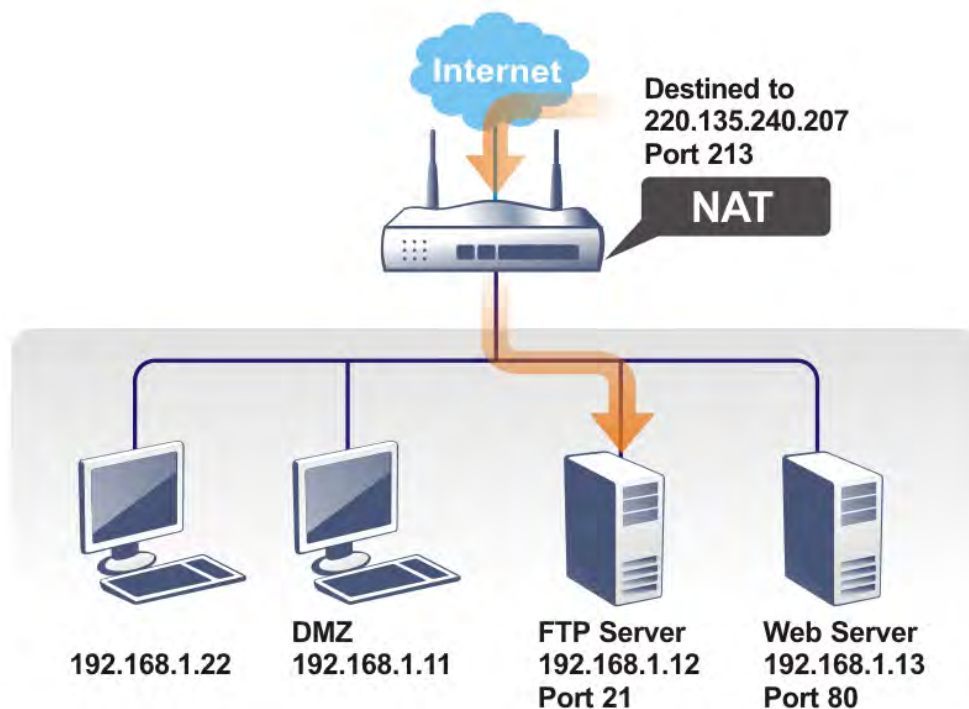 Internet
Destined to
220.135.240.207
Port 213
NAT
192.168.1.22
DMZ
192.168.1.11
FTP Server
192.168.1.12
Port 21
Web Server
192.168.1.13
Port 80